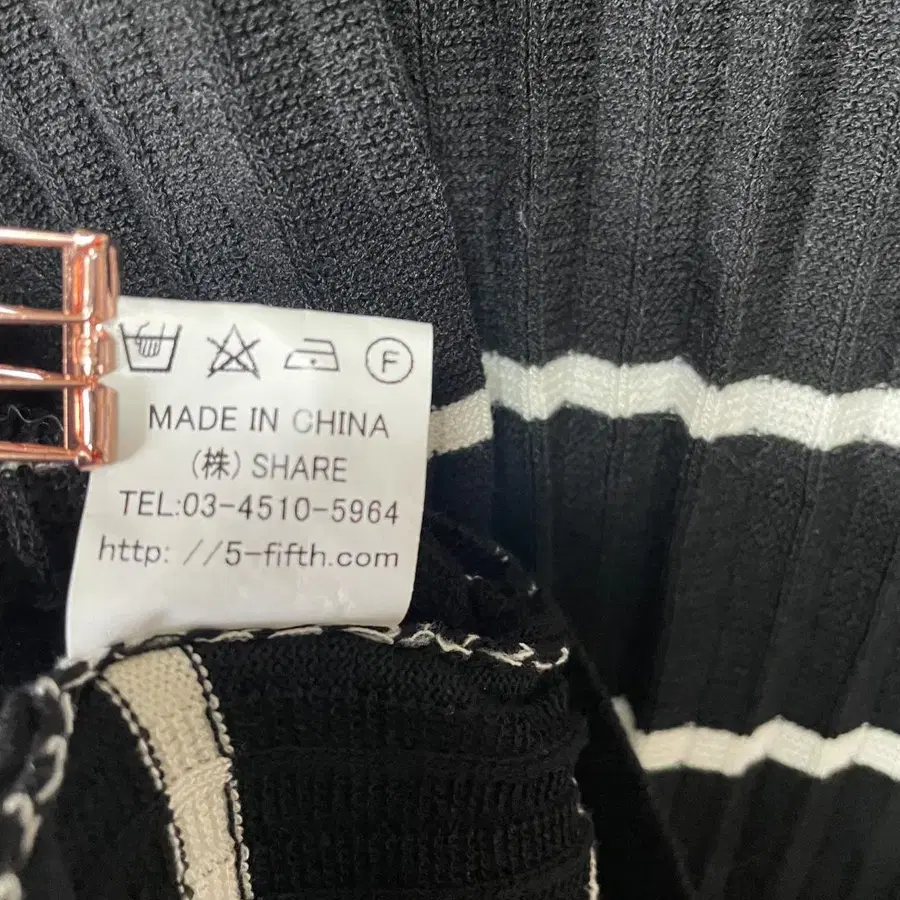 F
MADE IN CHINA
(株) SHARE
TEL:03-4510-5964
http: //5-fifth.com